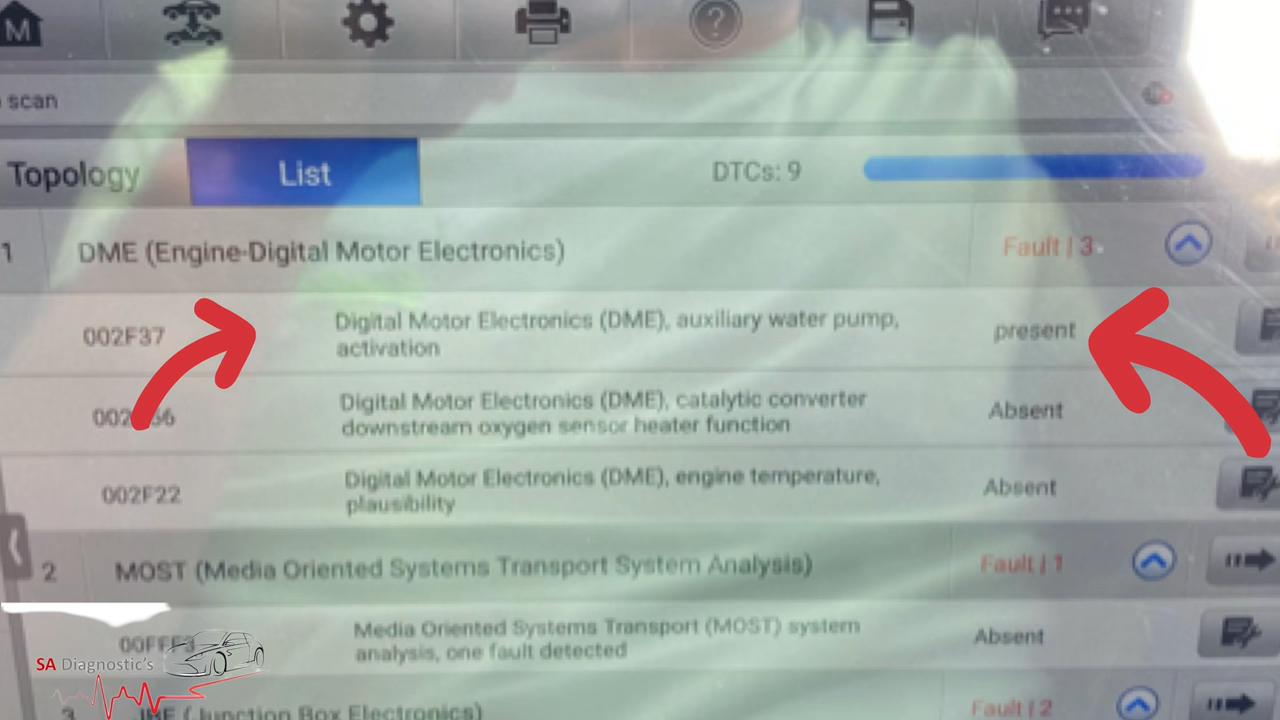 M
?
scan
Topology
List
DTCs: 9
1
DME (Engine-Digital Motor Electronics)
Fault | 3
002F37
Digital Motor Electronics (DME), auxiliary water pump,
activation
present
Digital Motor Electronics (DME), catalytic converter
downstream oxygen sensor heater function
Absent
002F22
Digital Motor Electronics (DME), engine temperature,
plausibility
Absent
2
MOST (Media Oriented Systems Transport System Analysis)
Fault | 1
Media Oriented Systems Transport (MOST) system
analysis, one fault detected
Absent
SA Diagnostic's
3
(Junction Box Electronics)
Fault | 2